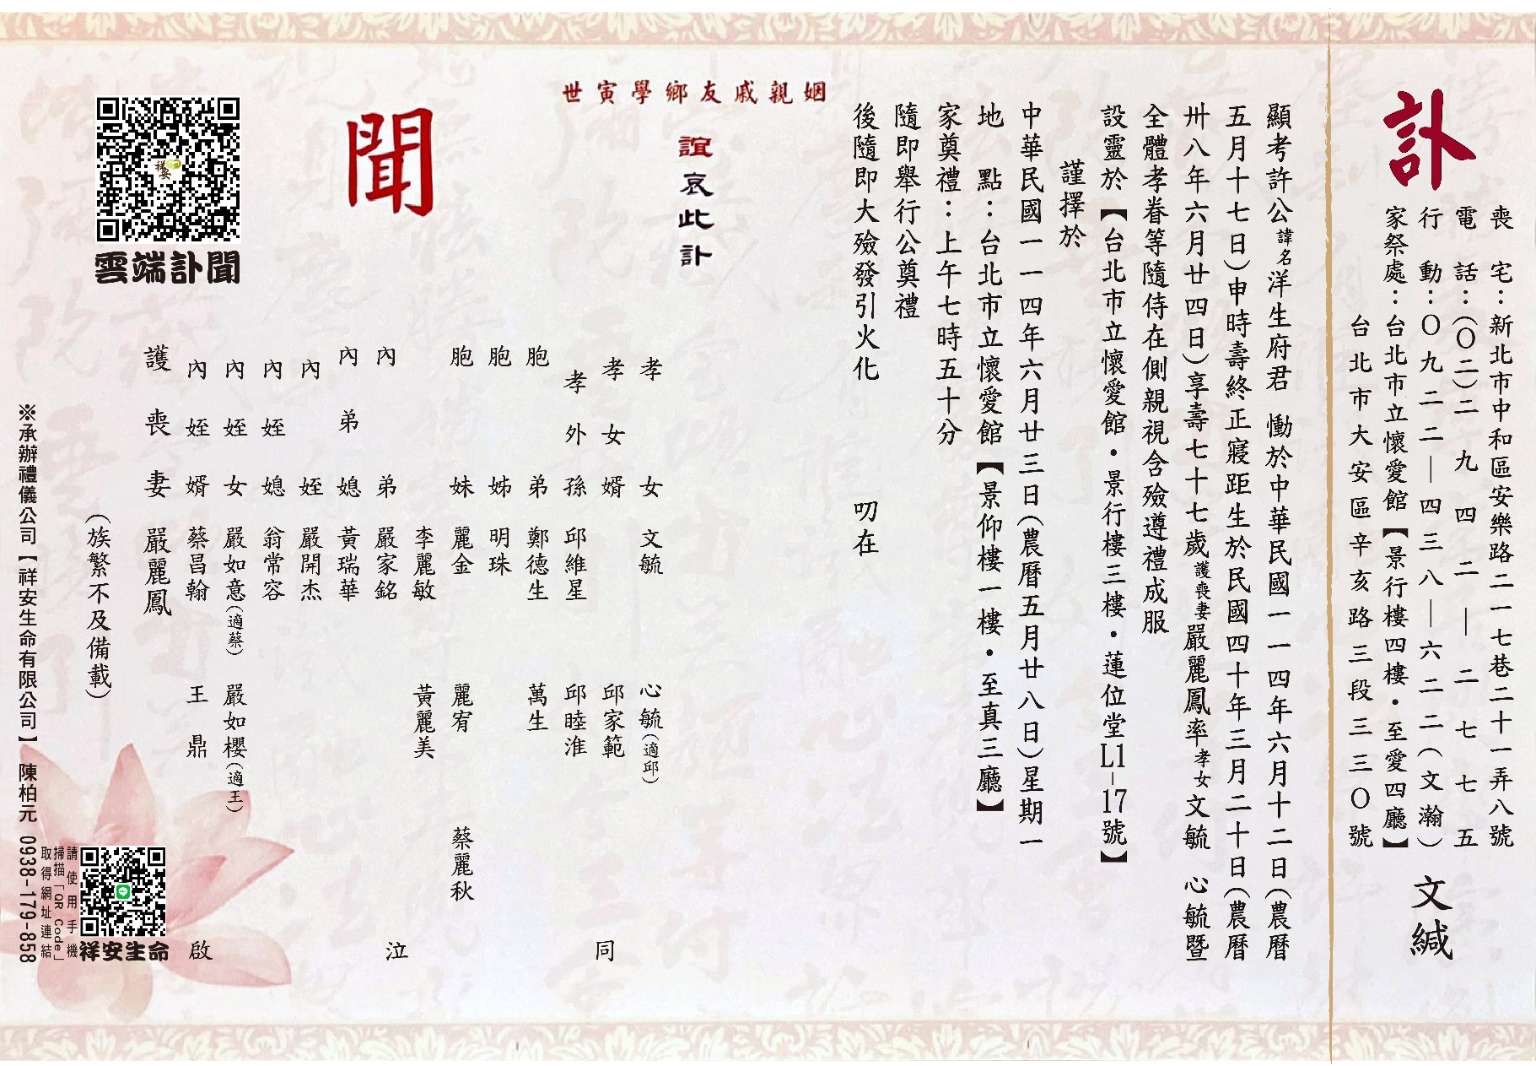 訃
喪宅：新北市中和區安樂路二一七巷二十一弄八號
電話：(〇二)二九四二—二七七五
行動：〇九二二—四三八—六二二(文瀚)
家祭處：台北市立懷愛館【景行樓四樓・至愛四廳】
台北市大安區辛亥路三段三三〇號
文緘
顯考許公諱名洋生府君 慟於中華民國一一四年六月十二日(農曆
五月十七日)申時壽終正寢距生於民國四十年三月二十日(農曆
卅八年六月廿四日)享壽七十七歲護喪妻嚴麗鳳率孝女文毓 心毓暨
全體孝眷等隨侍在側親視含殮遵禮成服
設靈於【台北市立懷愛館・景行樓三樓・蓮位堂L1-17號】
謹擇於
中華民國一一四年六月廿三日(農曆五月廿八日)星期一
地點：台北市立懷愛館【景仰樓一樓・至真三廳】
家奠禮：上午七時五十分
隨即舉行公奠禮
後隨即大殮發引火化 叨在
姻親戚友鄉學寅世
誼哀此訃
聞
孝女 文毓 心毓(適邱)
孝女婿 邱家範
孝外孫 邱維星 邱睦淮
胞弟 鄭德生 萬生
胞姊 明珠
胞妹 麗金 麗宥 蔡麗秋
李麗敏 黃麗美
內弟 嚴家銘
內弟媳 黃瑞華
內姪 嚴開杰
內姪媳 翁常容
內姪女 嚴如意(適蔡) 嚴如櫻(適王)
內姪婿 蔡昌翰 王鼎
護喪妻 嚴麗鳳
同泣啟
(族繁不及備載)
雲端訃聞
請使用手機
掃描「QR Code」
取得網址連結
祥安生命
※承辦禮儀公司【祥安生命有限公司】陳柏元 0938-179-858